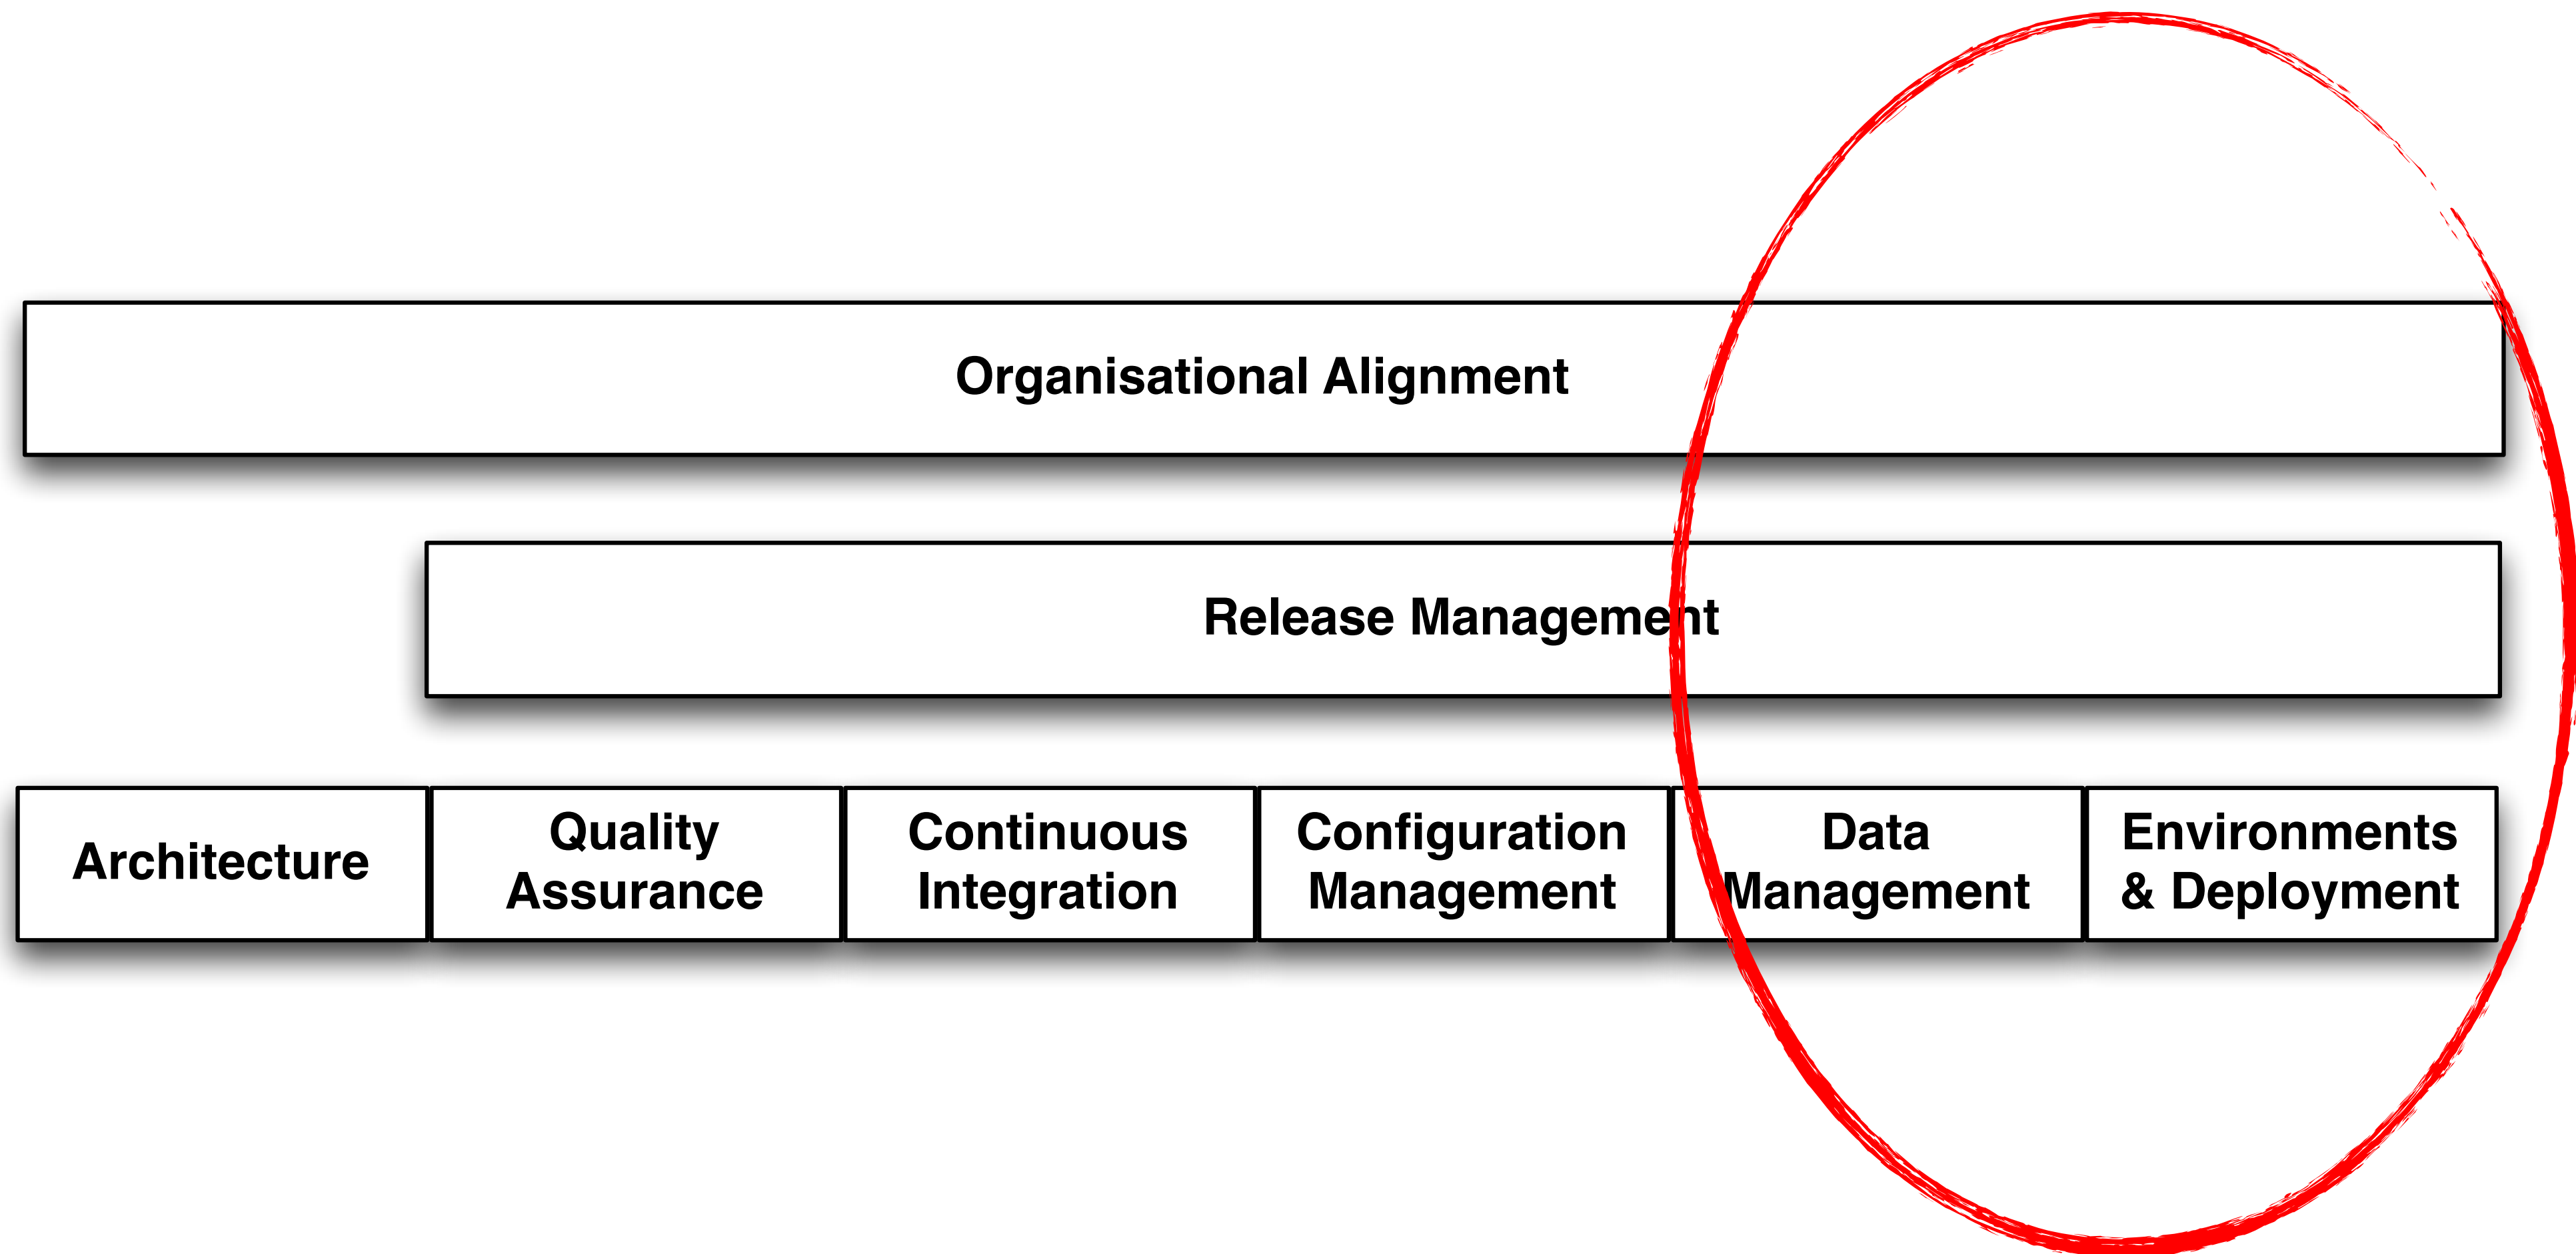 Organisational Alignment
Release Management
Architecture
Quality
Assurance
Continuous
Integration
Configuration
Management
Data
Management
Environments
& Deployment